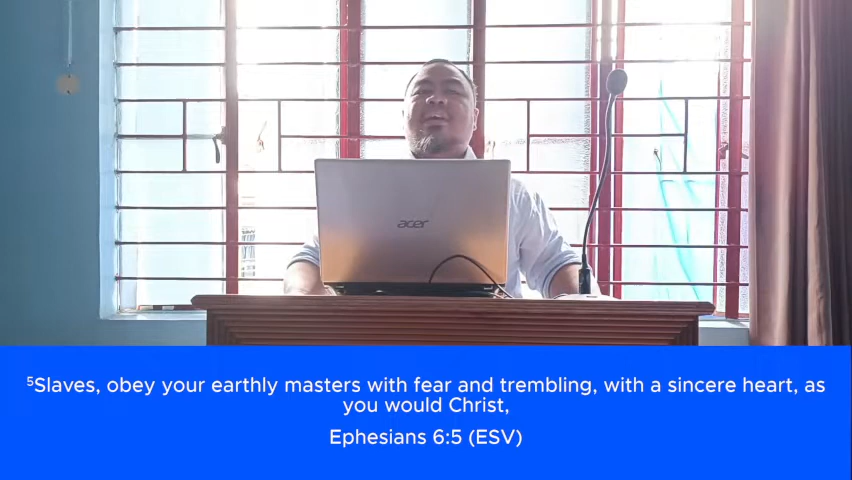 acer
⁵Slaves, obey your earthly masters with fear and trembling, with a sincere heart, as
you would Christ,
Ephesians 6:5 (ESV)